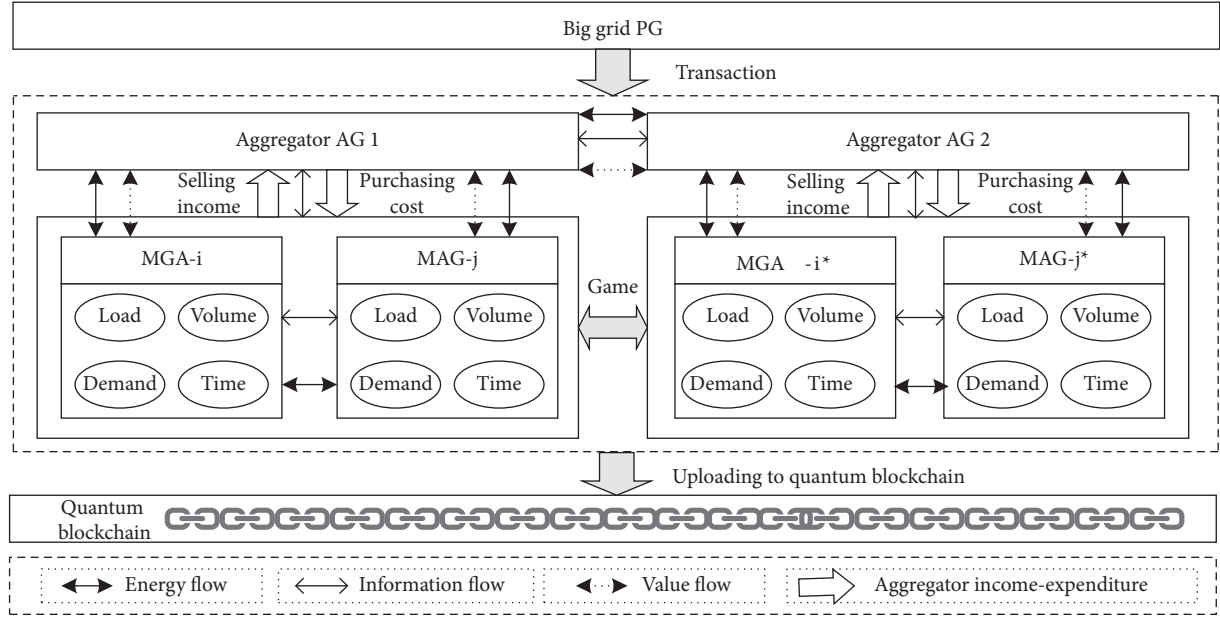 Big grid PG
Transaction
Aggregator AG 1
Aggregator AG 2
Selling
income
Purchasing
cost
Selling
income
Purchasing
cost
MGA-i
MAG-j
MGA -i*
MAG-j*
Game
Load
Volume
Load
Volume
Load
Volume
Load
Volume
Demand
Time
Demand
Time
Demand
Time
Demand
Time
Uploading to quantum blockchain
Quantum
blockchain
Energy flow
Information flow
Value flow
Aggregator income-expenditure